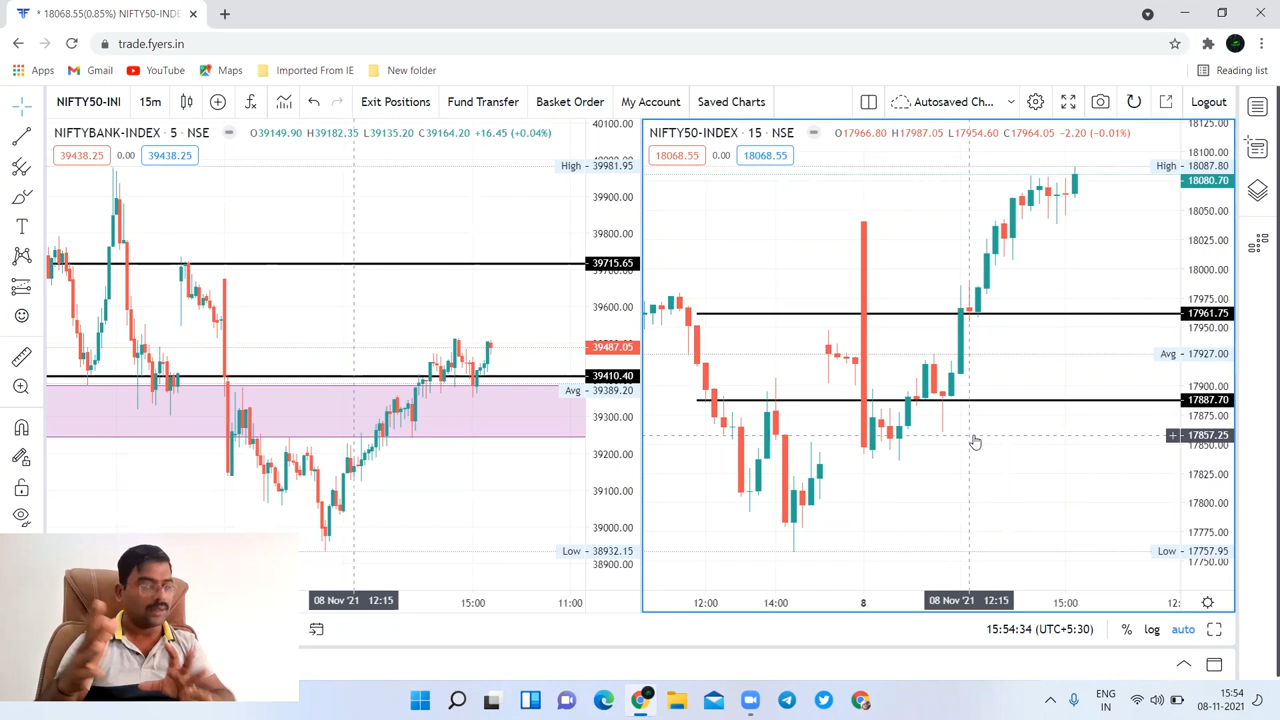 * 18068.55(0.85%) NIFTY50-INDE
trade.fyers.in
Apps Gmail YouTube Maps Imported From IE New folder Reading list
NIFTY50-INI 15m Exit Positions Fund Transfer Basket Order My Account Saved Charts Autosaved Ch... Logout
NIFTYBANK-INDEX · 5 · NSE O39149.90 H39182.35 L39135.20 C39164.20 +16.45 (+0.04%)
39438.25 0.00 39438.25
40100.00
High 39981.95
39900.00
39800.00
39715.65
39600.00
39487.05
39410.40
Avg 39389.20
39300.00
39200.00
39100.00
39000.00
Low 38932.15
38900.00
08 Nov '21 12:15 15:00 11:00
NIFTY50-INDEX · 15 · NSE O17966.80 H17987.05 L17954.60 C17964.05 -2.20 (-0.01%)
18068.55 0.00 18068.55
18125.00
18100.00
High 18087.80
18080.70
18050.00
18025.00
18000.00
17975.00
17961.75
17950.00
Avg 17927.00
17900.00
17887.70
17875.00
17857.25
17850.00
17825.00
17800.00
17775.00
Low 17757.95
17750.00
12:00 14:00 8 08 Nov '21 12:15 15:00 12:
15:54:34 (UTC+5:30) % log auto
ENG
IN
15:54
08-11-2021